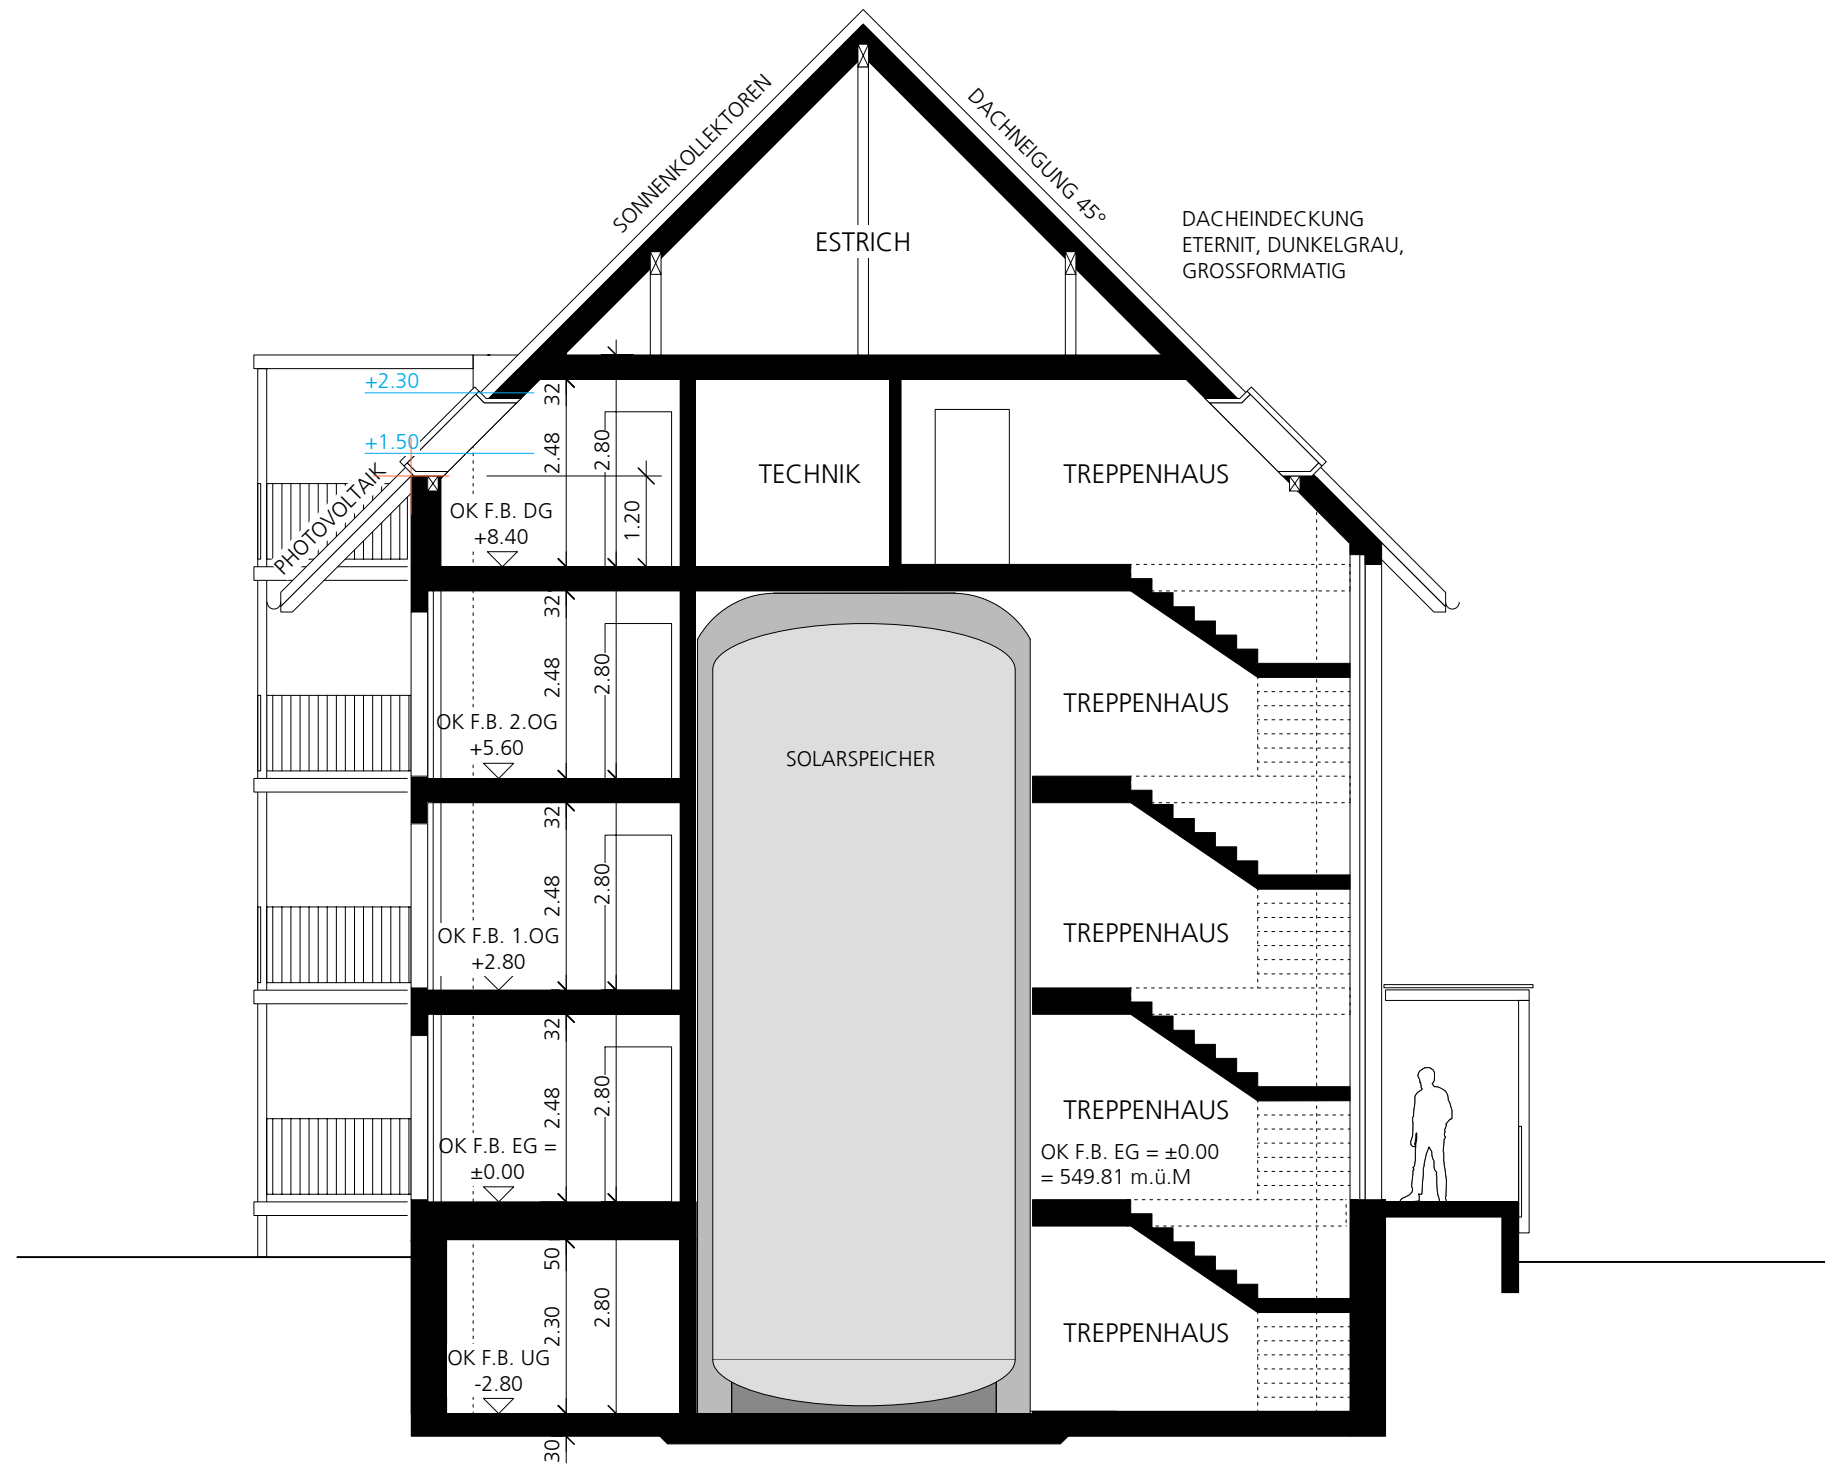 SONNENKOLLEKTOREN
DACHNEIGUNG 45°
DACHEINDECKUNG
ETERNIT, DUNKELGRAU,
GROSSFORMATIG
ESTRICH
+2.30
+1.50
PHOTOVOLTAIK
32
2.48
2.80
1.20
OK F.B. DG
+8.40
TECHNIK
TREPPENHAUS
32
2.48
2.80
OK F.B. 2.OG
+5.60
SOLARSPEICHER
TREPPENHAUS
32
2.48
2.80
OK F.B. 1.OG
+2.80
TREPPENHAUS
32
2.48
2.80
OK F.B. EG =
±0.00
TREPPENHAUS
OK F.B. EG = ±0.00
= 549.81 m.ü.M
50
2.30
2.80
OK F.B. UG
-2.80
TREPPENHAUS
30